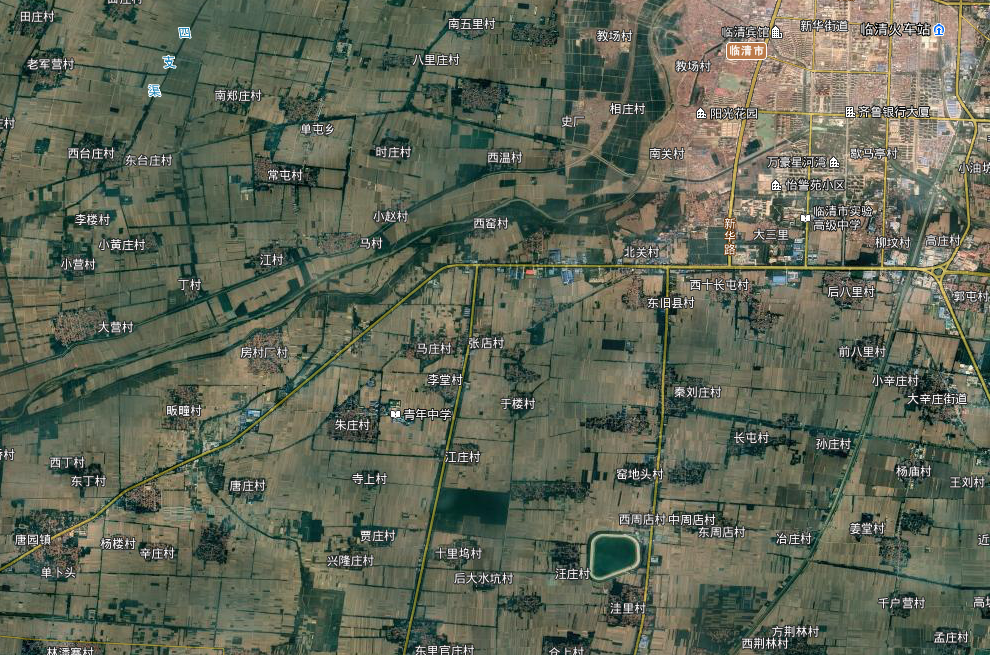 田庄村
南五里村
四
支
渠
教场村
临清宾馆
新华街道
临清火车站
临清市
老军营村
八里庄村
教场村
南郑庄村
相庄村
阳光花园
齐鲁银行大厦
史厂
单屯乡
西台庄村
东台庄村
时庄村
西温村
南关村
万豪星河湾
歇马亭村
小油坊
常屯村
怡警苑小区
李楼村
小赵村
西窑村
新华路
临清市实验
高级中学
大三里
小黄庄村
马村
北关村
柳坟村
高庄村
小营村
江村
丁村
西十长屯村
后八里村
郭屯村
东旧县村
大营村
房村厂村
马庄村
张店村
前八里村
李堂村
小辛庄村
大辛庄街道
秦刘庄村
畈疃村
青年中学
于楼村
朱庄村
长屯村
孙庄村
西丁村
东丁村
江庄村
唐庄村
寺上村
窑地头村
杨庙村
王刘村
唐园镇
杨楼村
辛庄村
贾庄村
西周店村
中周店村
东周店村
姜堂村
冶庄村
兴隆庄村
十里坞村
单卜头
后大水坑村
汪庄村
洼里村
千户营村
方荆林村
西荆林村
孟庄村
林潘寨村
东里官庄村
仓上村